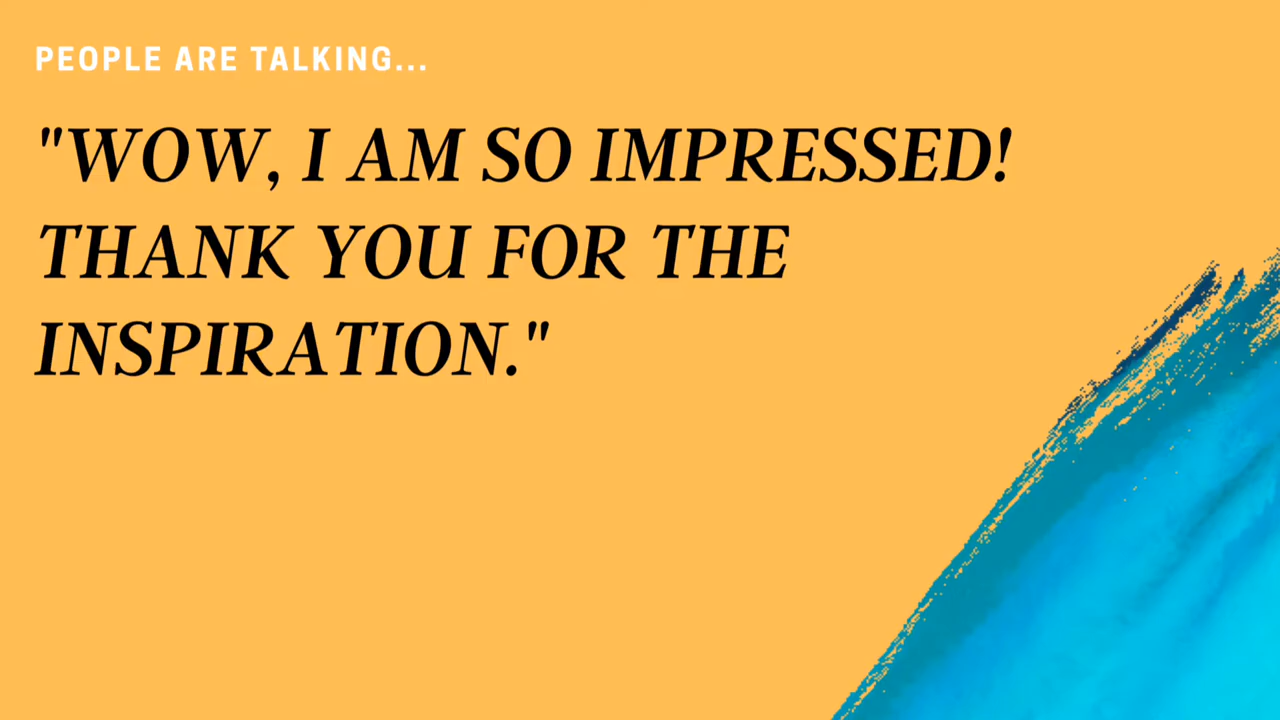 PEOPLE ARE TALKING...
"WOW, I AM SO IMPRESSED!
THANK YOU FOR THE
INSPIRATION."